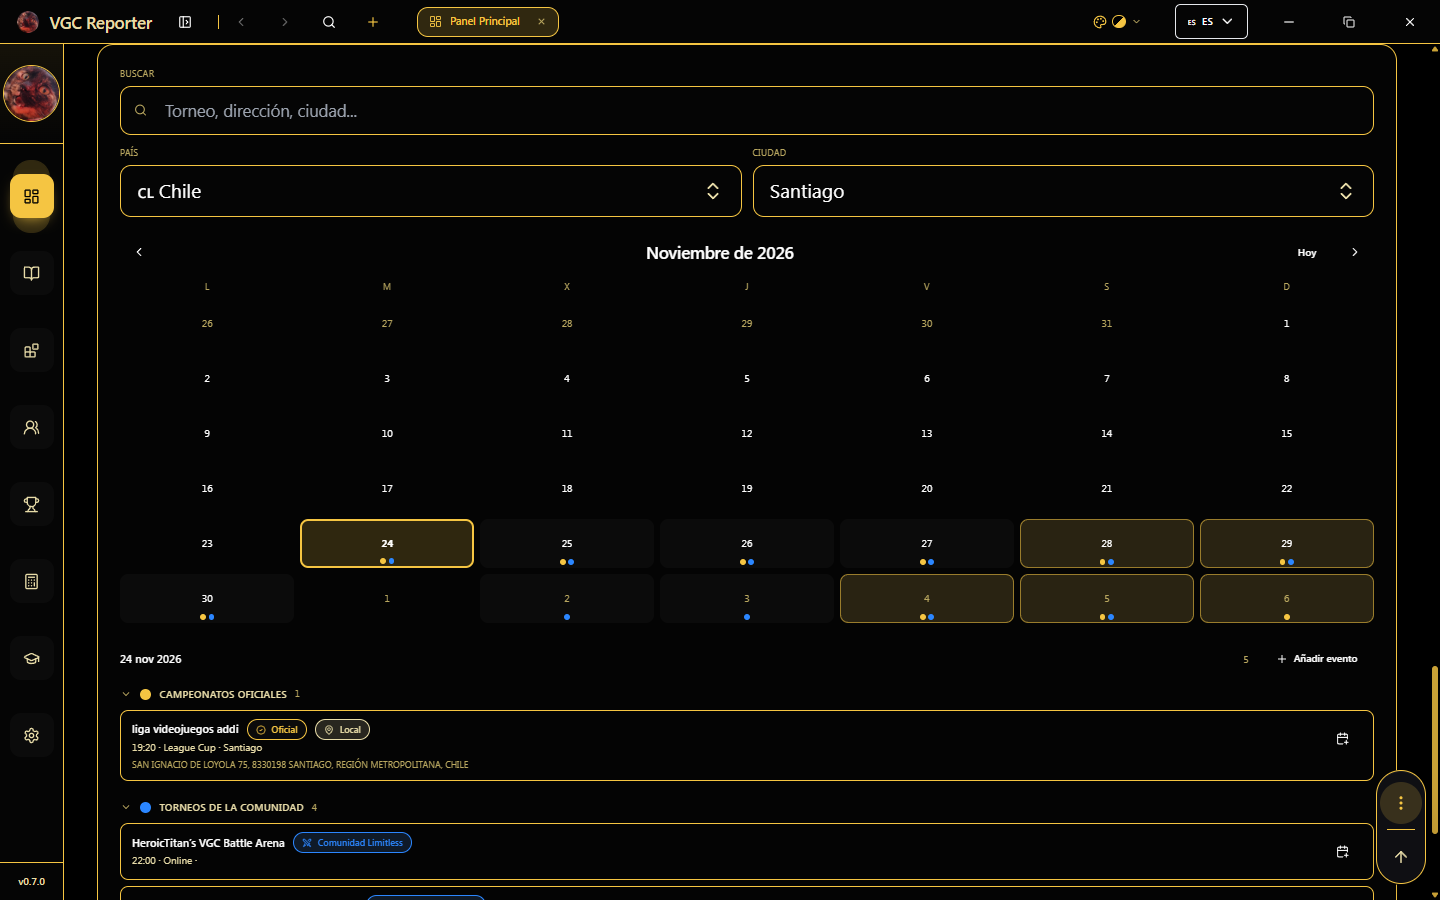 VGC Reporter
Panel Principal
ES ES
BUSCAR
Torneo, dirección, ciudad...
PAÍS
CIUDAD
CL Chile
Santiago
Noviembre de 2026
Hoy
L M X J V S D
26 27 28 29 30 31 1
2 3 4 5 6 7 8
9 10 11 12 13 14 15
16 17 18 19 20 21 22
23 24 25 26 27 28 29
30 1 2 3 4 5 6
24 nov 2026
5
Añadir evento
CAMPEONATOS OFICIALES 1
liga videojuegos addi Oficial Local
19:20 · League Cup · Santiago
SAN IGNACIO DE LOYOLA 75, 8330198 SANTIAGO, REGIÓN METROPOLITANA, CHILE
TORNEOS DE LA COMUNIDAD 4
HeroicTitan's VGC Battle Arena Comunidad Limitless
22:00 · Online ·
v0.7.0